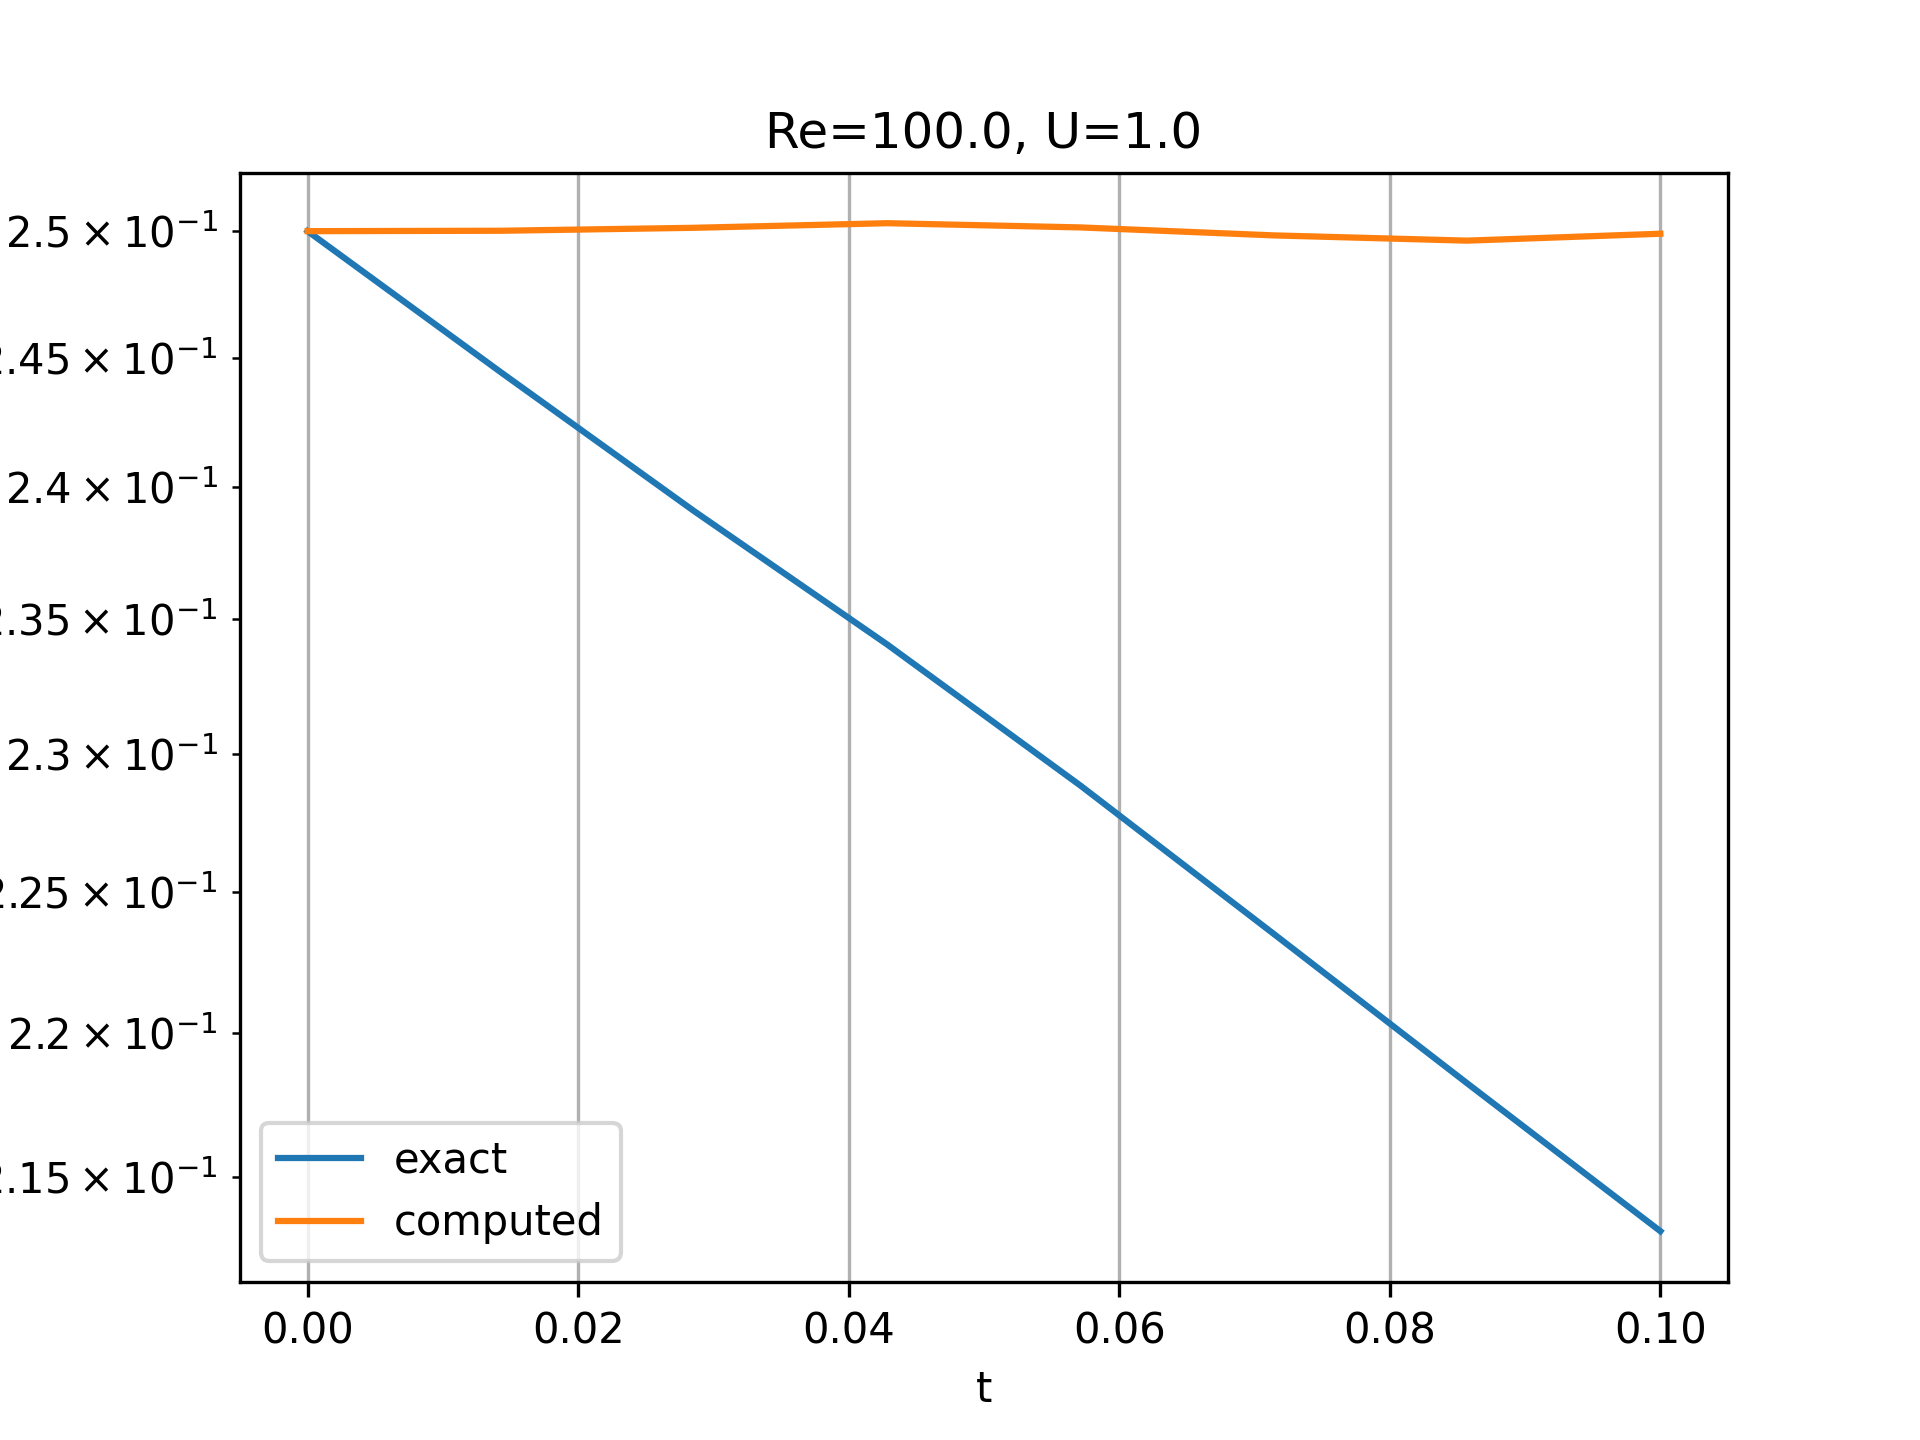 Re=100.0, U=1.0
2.5 × 10⁻¹
.45 × 10⁻¹
2.4 × 10⁻¹
.35 × 10⁻¹
2.3 × 10⁻¹
.25 × 10⁻¹
2.2 × 10⁻¹
.15 × 10⁻¹
exact
computed
0.00 0.02 0.04 0.06 0.08 0.10
t